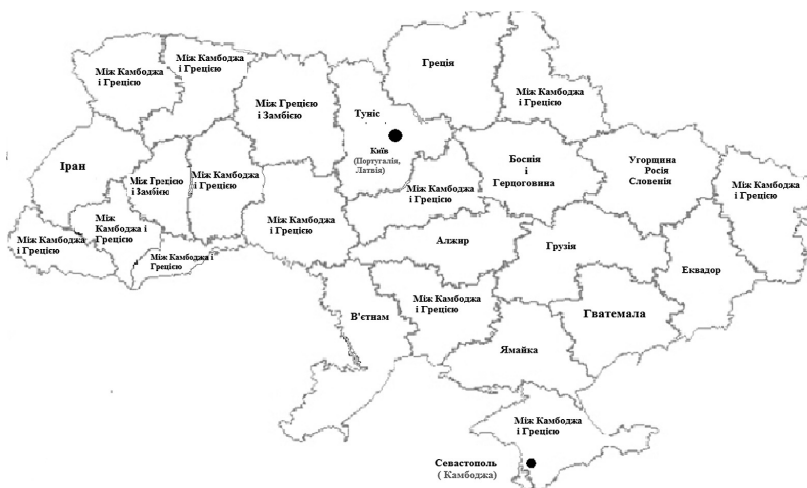 Між Камбоджа
і Грецією
Між Камбоджа
і Грецією
Між Грецією
і Замбією
Туніс
Київ
(Португалія,
Латвія)
Греція
Між Камбоджа
і Грецією
Іран
Між Грецією
і Замбією
Між Камбоджа
і Грецією
Між Камбоджа
і Грецією
Боснія
і
Герцоговина
Угорщина
Росія
Словенія
Між Камбоджа
і Грецією
Між Камбоджа
і Грецією
Між
Камбоджа і
Грецією
Між Камбоджа і
Грецією
Між Камбоджа
і Грецією
Алжир
Грузія
Еквадор
В'єтнам
Між Камбоджа
і Грецією
Ямайка
Гватемала
Між Камбоджа
і Грецією
Севастополь
( Камбоджа)